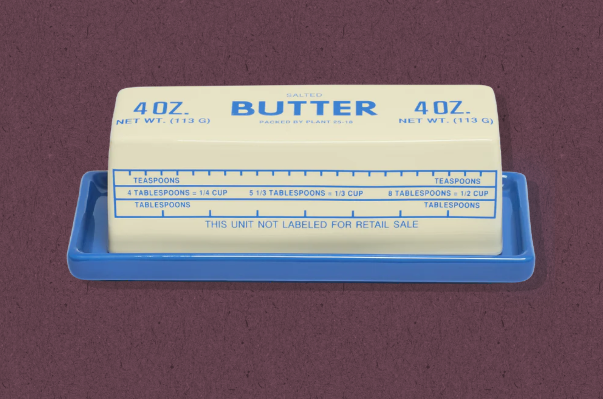 SALTED
4 OZ. BUTTER 4 OZ.
NET WT. (113 G) PACKED BY PLANT 25-18 NET WT. (113 G)
TEASPOONS TEASPOONS
4 TABLESPOONS = 1/4 CUP 5 1/3 TABLESPOONS = 1/3 CUP 8 TABLESPOONS = 1/2 CUP
TABLESPOONS TABLESPOONS
THIS UNIT NOT LABELED FOR RETAIL SALE